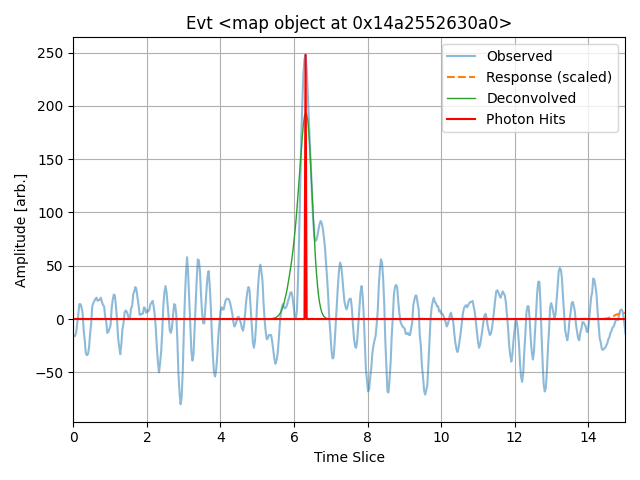 Evt <map object at 0x14a2552630a0>
Observed
Response (scaled)
Deconvolved
Photon Hits
Amplitude [arb.]
250
200
150
100
50
0
−50
0 2 4 6 8 10 12 14
Time Slice